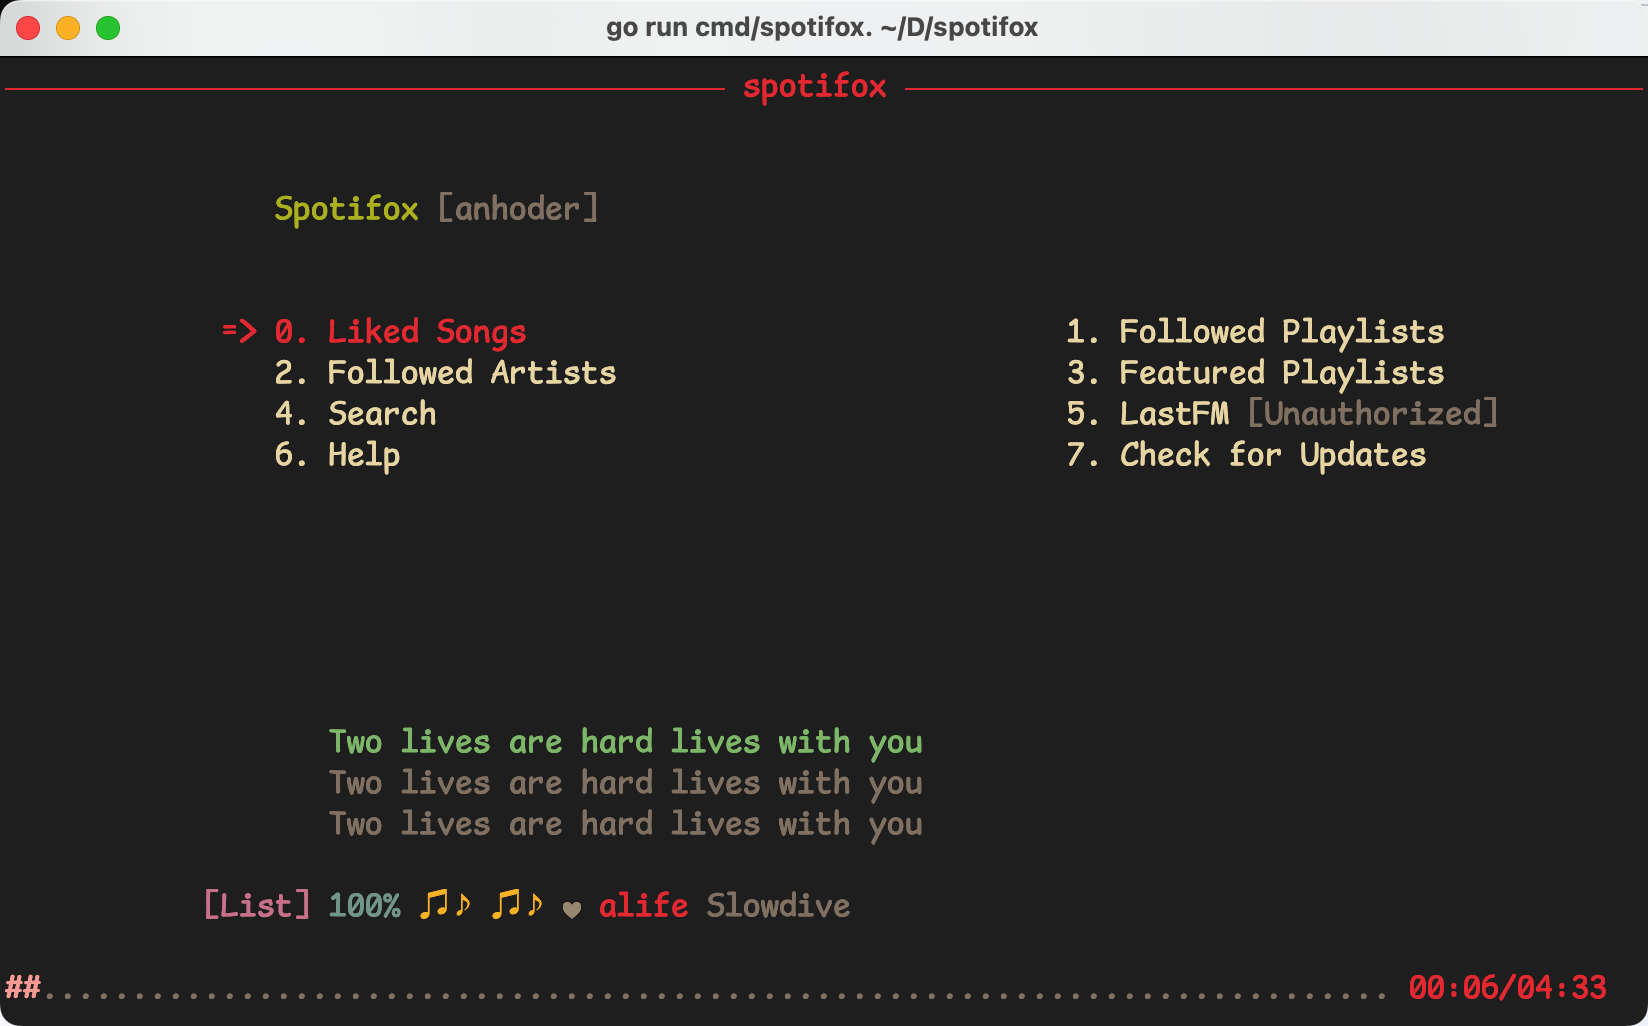 go run cmd/spotifox. ~/D/spotifox
spotifox
Spotifox [anhoder]
=> 0. Liked Songs 1. Followed Playlists
2. Followed Artists 3. Featured Playlists
4. Search 5. LastFM [Unauthorized]
6. Help 7. Check for Updates
Two lives are hard lives with you
Two lives are hard lives with you
Two lives are hard lives with you
[List] 100% ♫♪ ♫♪ ♥ alife Slowdive
##.......................................................................... 00:06/04:33